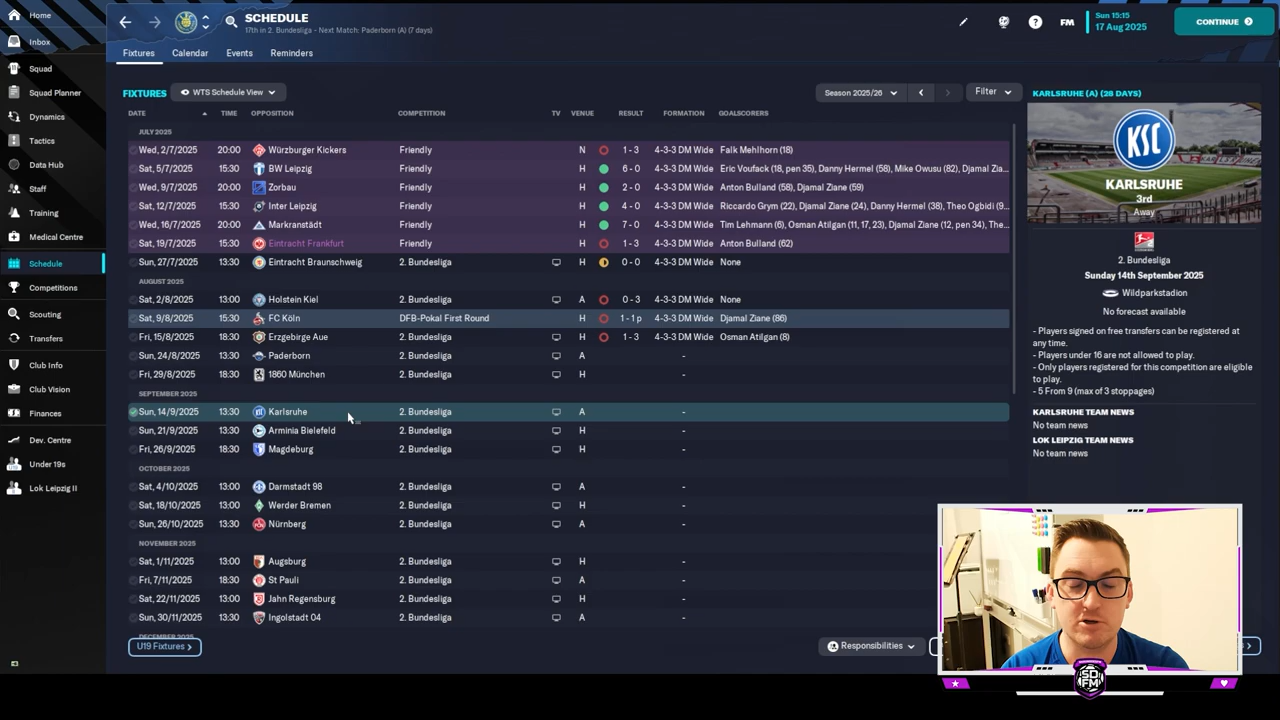 Home
Inbox
Squad
Squad Planner
Dynamics
Tactics
Data Hub
Staff
Training
Medical Centre
Schedule
Competitions
Scouting
Transfers
Club Info
Club Vision
Finances
Dev. Centre
Under 19s
Lok Leipzig II
SCHEDULE
17th in 2. Bundesliga - Next Match: Paderborn (A) (7 days)
FM
Sun 15:15
17 Aug 2025
CONTINUE
Fixtures Calendar Events Reminders
FIXTURES WTS Schedule View Season 2025/26 Filter
DATE TIME OPPOSITION COMPETITION TV VENUE RESULT FORMATION GOALSCORERS
JULY 2025
Wed, 2/7/2025 20:00 Würzburger Kickers Friendly N 1 - 3 4-3-3 DM Wide Falk Mehlhorn (18)
Sat, 5/7/2025 15:30 BW Leipzig Friendly H 6 - 0 4-3-3 DM Wide Eric Voufack (18, pen 35), Danny Hermel (58), Mike Owusu (82), Djamal Zia...
Wed, 9/7/2025 20:00 Zorbau Friendly H 2 - 0 4-3-3 DM Wide Anton Bulland (58), Djamal Ziane (59)
Sat, 12/7/2025 15:30 Inter Leipzig Friendly H 4 - 0 4-3-3 DM Wide Riccardo Grym (22), Djamal Ziane (24), Danny Hermel (38), Theo Ogbidi (9...
Wed, 16/7/2025 20:00 Markranstädt Friendly H 7 - 0 4-3-3 DM Wide Tim Lehmann (6), Osman Atilgan (11, 17, 23), Djamal Ziane (12, pen 34), The...
Sat, 19/7/2025 15:30 Eintracht Frankfurt Friendly H 1 - 3 4-3-3 DM Wide Anton Bulland (62)
Sun, 27/7/2025 13:30 Eintracht Braunschweig 2. Bundesliga H 0 - 0 4-3-3 DM Wide None
AUGUST 2025
Sat, 2/8/2025 13:00 Holstein Kiel 2. Bundesliga A 0 - 3 4-3-3 DM Wide None
Sat, 9/8/2025 15:30 FC Köln DFB-Pokal First Round H 1 - 1 p 4-3-3 DM Wide Djamal Ziane (86)
Fri, 15/8/2025 18:30 Erzgebirge Aue 2. Bundesliga H 1 - 3 4-3-3 DM Wide Osman Atilgan (8)
Sun, 24/8/2025 13:30 Paderborn 2. Bundesliga A -
Fri, 29/8/2025 18:30 1860 München 2. Bundesliga H -
SEPTEMBER 2025
Sun, 14/9/2025 13:30 Karlsruhe 2. Bundesliga A -
Sun, 21/9/2025 13:30 Arminia Bielefeld 2. Bundesliga H -
Fri, 26/9/2025 18:30 Magdeburg 2. Bundesliga H -
OCTOBER 2025
Sat, 4/10/2025 13:00 Darmstadt 98 2. Bundesliga A -
Sat, 18/10/2025 13:00 Werder Bremen 2. Bundesliga H -
Sun, 26/10/2025 13:30 Nürnberg 2. Bundesliga A -
NOVEMBER 2025
Sat, 1/11/2025 13:00 Augsburg 2. Bundesliga H
Fri, 7/11/2025 18:30 St Pauli 2. Bundesliga A -
Sat, 22/11/2025 13:00 Jahn Regensburg 2. Bundesliga H -
Sun, 30/11/2025 13:30 Ingolstadt 04 2. Bundesliga A -
DECEMBER 2025
U19 Fixtures Responsibilities
KARLSRUHE (A) (28 DAYS)
KSC
KARLSRUHE
3rd
Away
2. Bundesliga
Sunday 14th September 2025
Wildparkstadion
No forecast available
- Players signed on free transfers can be registered at
any time.
- Players under 16 are not allowed to play.
- Only players registered for this competition are eligible
to play.
- 5 From 9 (max of 3 stoppages)
KARLSRUHE TEAM NEWS
No team news
LOK LEIPZIG TEAM NEWS
No team news
SDFM